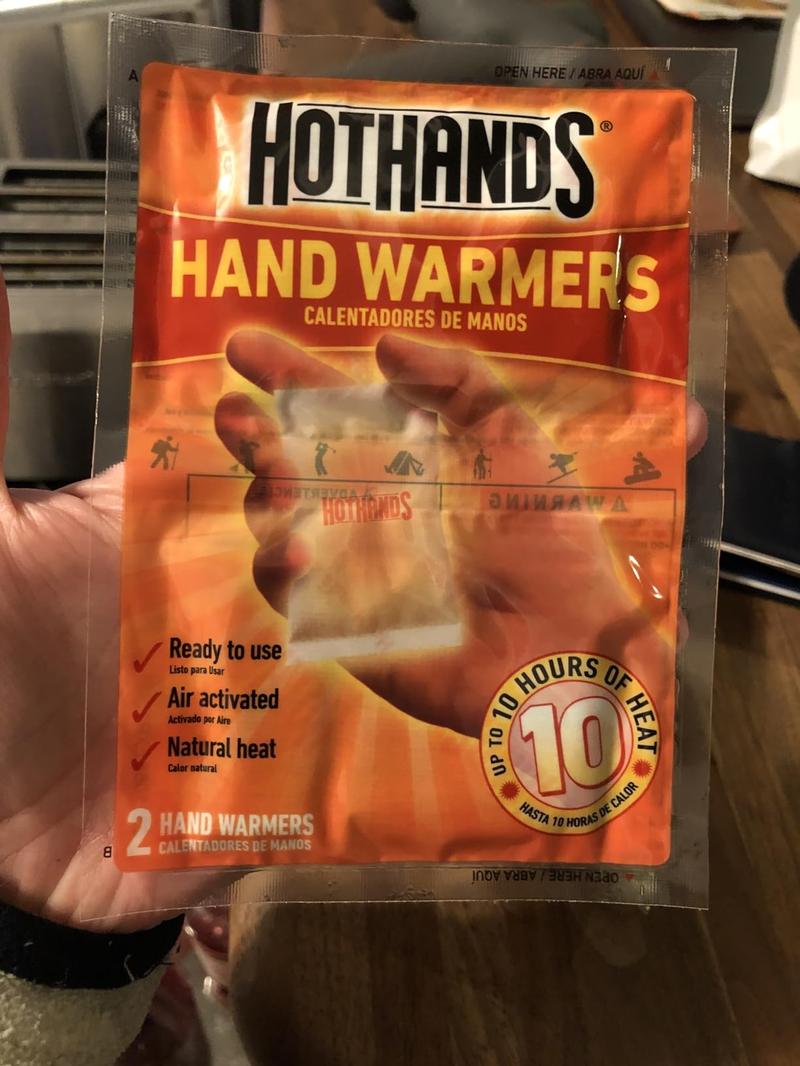 A
OPEN HERE / ABRA AQUÍ
HOTHANDS®
HAND WARMERS
CALENTADORES DE MANOS
ADVERTENCIA
WARNING
HOTHANDS
Ready to use
Listo para Usar
Air activated
Activado por Aire
Natural heat
Calor natural
UP TO 10 HOURS OF HEAT
10
HASTA 10 HORAS DE CALOR
2 HAND WARMERS
CALENTADORES DE MANOS
B
OPEN HERE / ABRA AQUÍ